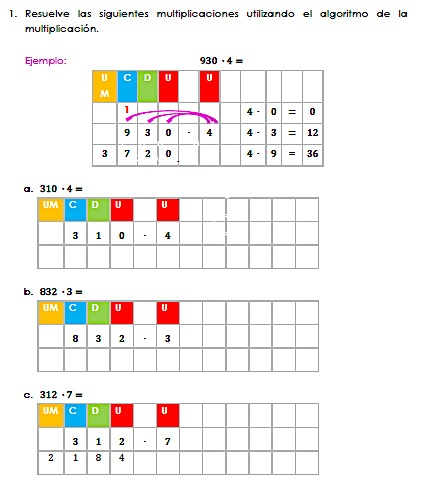 1. Resuelve las siguientes multiplicaciones utilizando el algoritmo de la
multiplicación.
Ejemplo: 930 · 4 =
U M C D U U
1 4 · 0 = 0
9 3 0 · 4 4 · 3 = 12
3 7 2 0 . 4 · 9 = 36
a. 310 · 4 =
UM C D U U
3 1 0 · 4
b. 832 · 3 =
UM C D U U
8 3 2 · 3
c. 312 · 7 =
UM C D U U
3 1 2 · 7
2 1 8 4